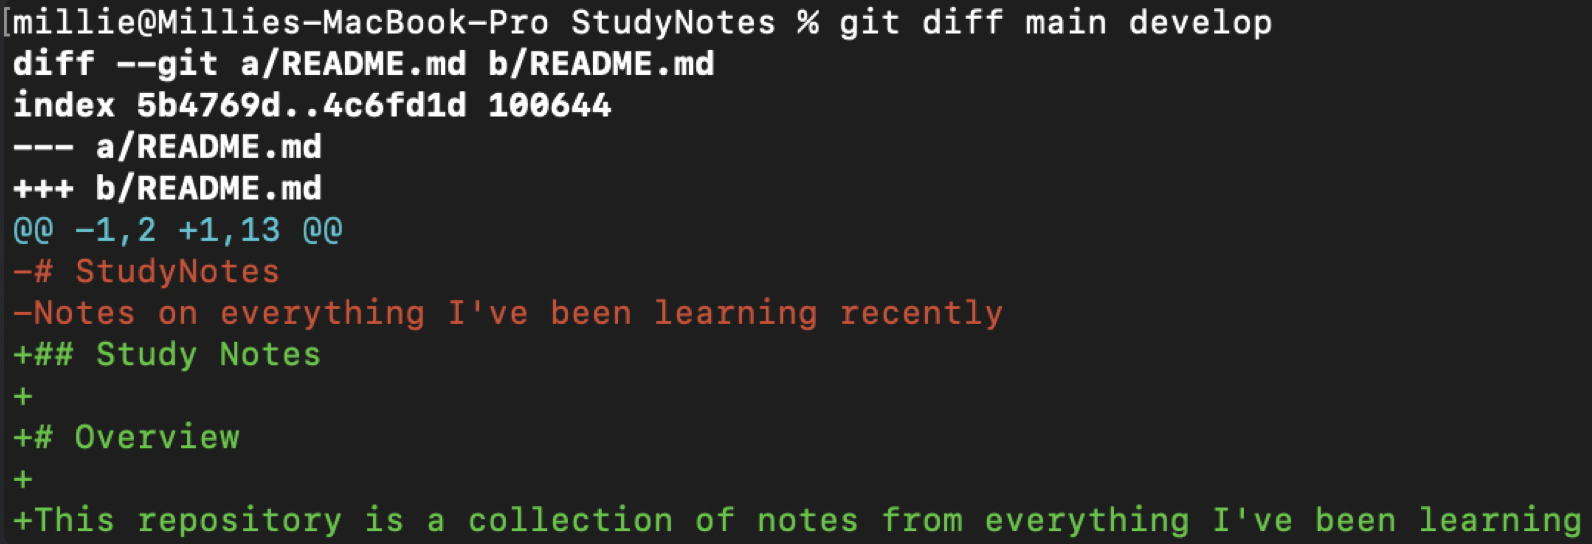 [millie@Millies-MacBook-Pro StudyNotes % git diff main develop
diff --git a/README.md b/README.md
index 5b4769d..4c6fd1d 100644
--- a/README.md
+++ b/README.md
@@ -1,2 +1,13 @@
-# StudyNotes
-Notes on everything I've been learning recently
+## Study Notes
+
+# Overview
+
+This repository is a collection of notes from everything I've been learning